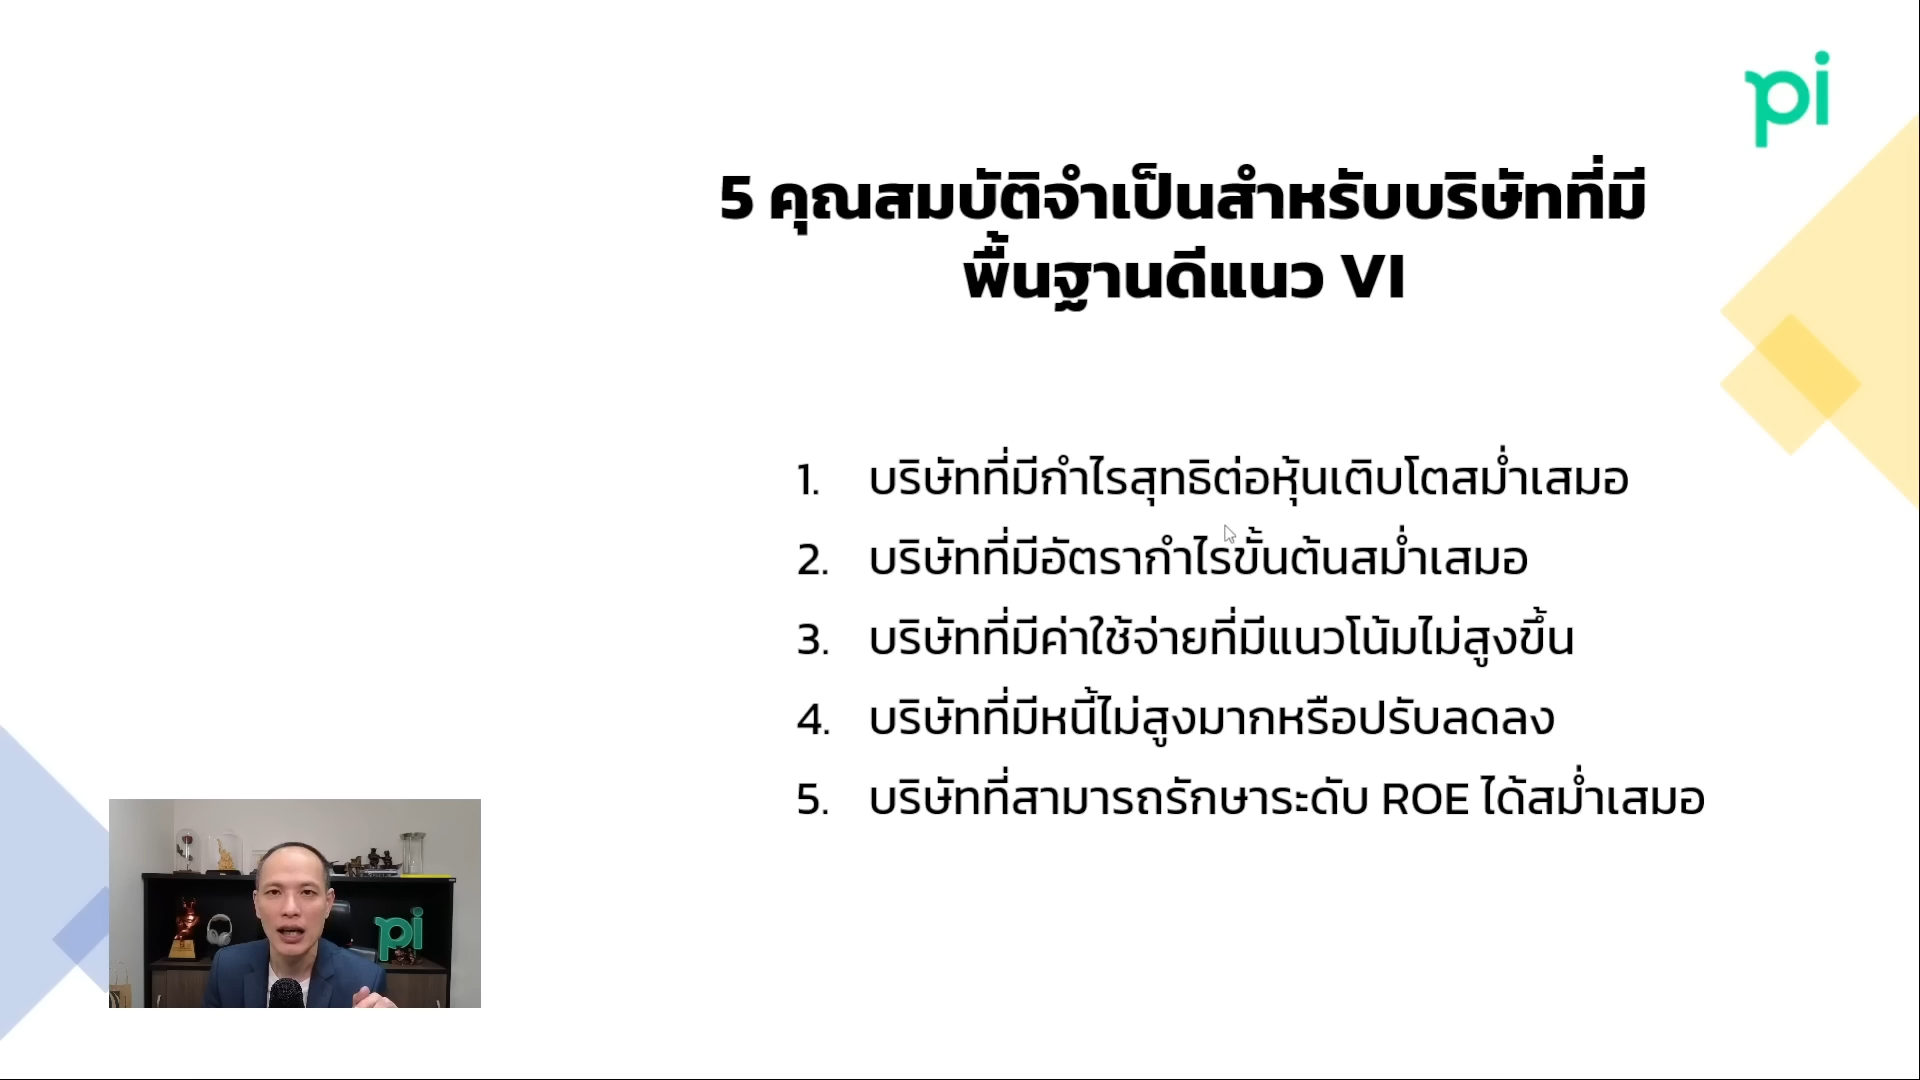 pi
5 คุณสมบัติจำเป็นสำหรับบริษัทที่มี
พื้นฐานดีแนว VI
1. บริษัทที่มีกำไรสุทธิต่อหุ้นเติบโตสม่ำเสมอ
2. บริษัทที่มีอัตรากำไรขั้นต้นสม่ำเสมอ
3. บริษัทที่มีค่าใช้จ่ายที่มีแนวโน้มไม่สูงขึ้น
4. บริษัทที่มีหนี้ไม่สูงมากหรือปรับลดลง
5. บริษัทที่สามารถรักษาระดับ ROE ได้สม่ำเสมอ
pi